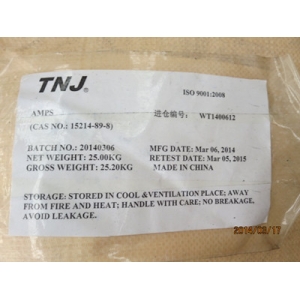 TNJ
ISO 9001:2008
AMPS 进仓编号: WT1400612
(CAS NO.: 15214-89-8)
BATCH NO.: 20140306 MFG DATE: Mar 06, 2014
NET WEIGHT: 25.00KG RETEST DATE: Mar 05, 2015
GROSS WEIGHT: 25.20KG MADE IN CHINA
STORAGE: STORED IN COOL &VENTILATION PLACE; AWAY
FROM FIRE AND HEAT; HANDLE WITH CARE; NO BREAKAGE,
AVOID LEAKAGE.
2014/03/17